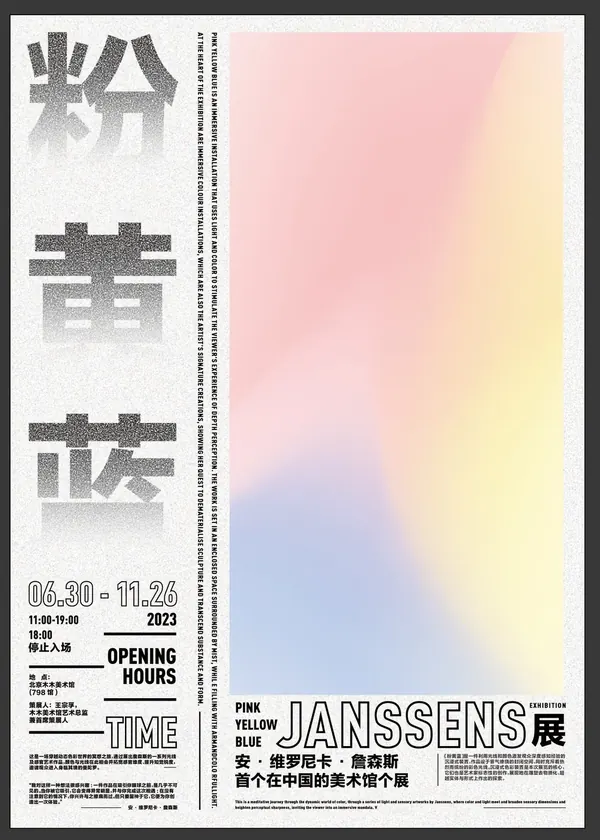 粉
黄
蓝
PINK YELLOW BLUE IS AN IMMERSIVE INSTALLATION THAT USES LIGHT AND COLOR TO STIMULATE THE VIEWER'S EXPERIENCE OF DEPTH PERCEPTION. THE WORK IS SET IN AN ENCLOSED SPACE SURROUNDED BY MIST, WHILE FILLING WITH
AT THE HEART OF THE EXHIBITION ARE IMMERSIVE COLOUR INSTALLATIONS, WHICH ARE ALSO THE ARTIST'S SIGNATURE CREATIONS, SHOWING HER QUEST TO DEMATERIALISE SCULPTURE AND TRANSCEND SUBSTANCE AND FORM.
06.30 - 11.26
11:00-19:00
2023
18:00
停止入场
OPENING
HOURS
地 点:
北京木木美术馆
(798 馆)
策展人: 王宗孚,
木木美术馆艺术总监
兼首席策展人
TIME
安·维罗尼卡·詹森斯
PINK
YELLOW
BLUE
JANSSENS
EXHIBITION
展
安 · 维罗尼卡 · 詹森斯
首个在中国的美术馆个展
This is a meditative journey through the dynamic world of color, through a series of light and sensory artworks by Janssens, where color and light meet and broaden sensory dimensions and
heighten perceptual sharpness, inviting the viewer into an immersive mandala.